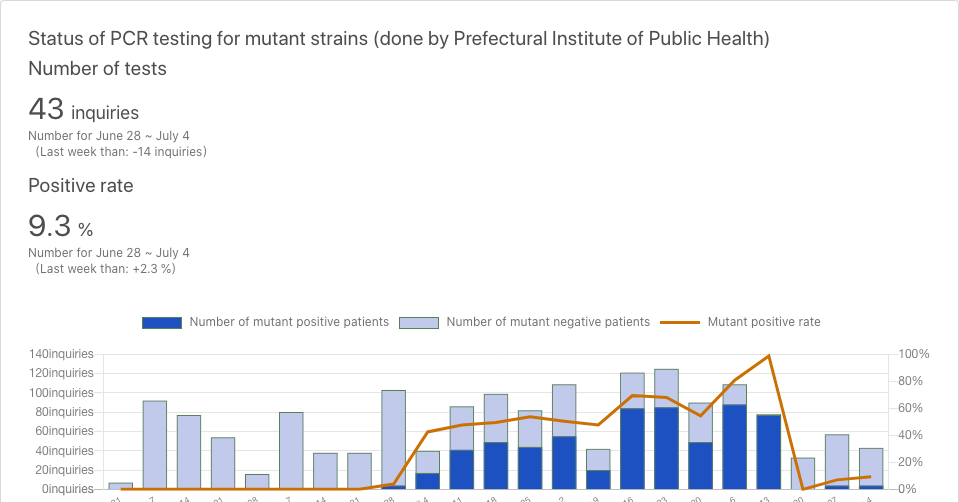 Status of PCR testing for mutant strains (done by Prefectural Institute of Public Health)
Number of tests
43 inquiries
Number for June 28 ~ July 4
(Last week than: -14 inquiries)
Positive rate
9.3 %
Number for June 28 ~ July 4
(Last week than: +2.3 %)
Number of mutant positive patients Number of mutant negative patients Mutant positive rate
140inquiries 100%
120inquiries
80%
100inquiries
80inquiries 60%
60inquiries
40%
40inquiries
20inquiries 20%
0inquiries 0%